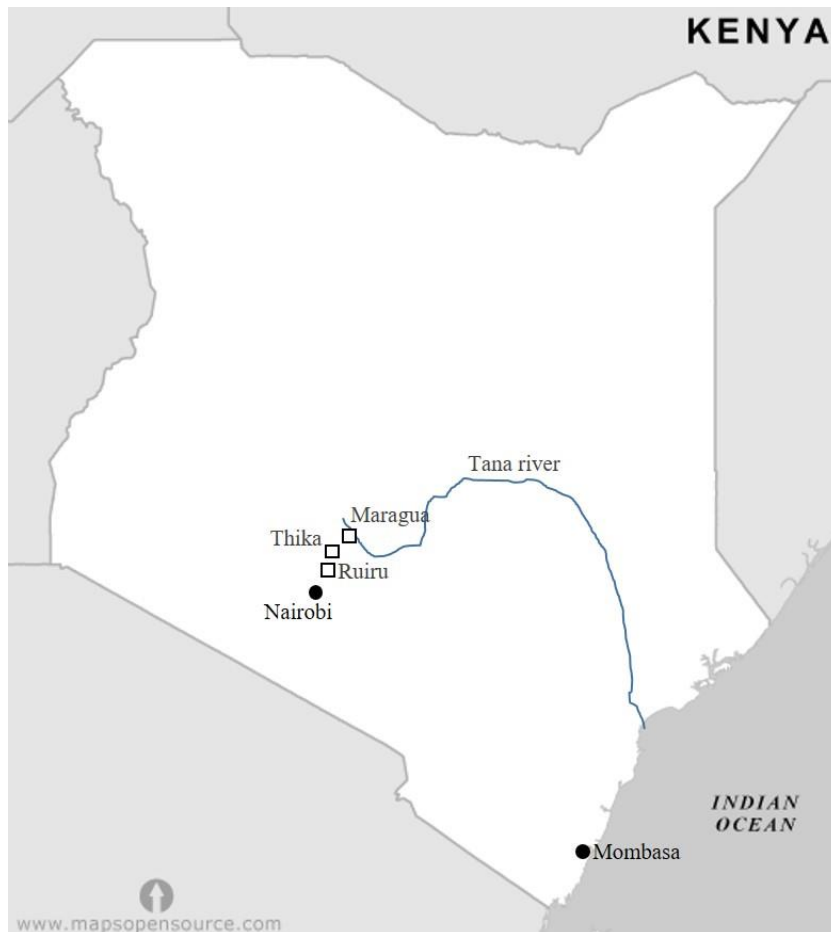 KENYA
Tana river
Maragua
Thika
Ruiru
Nairobi
INDIAN
OCEAN
Mombasa
www.mapsopensource.com